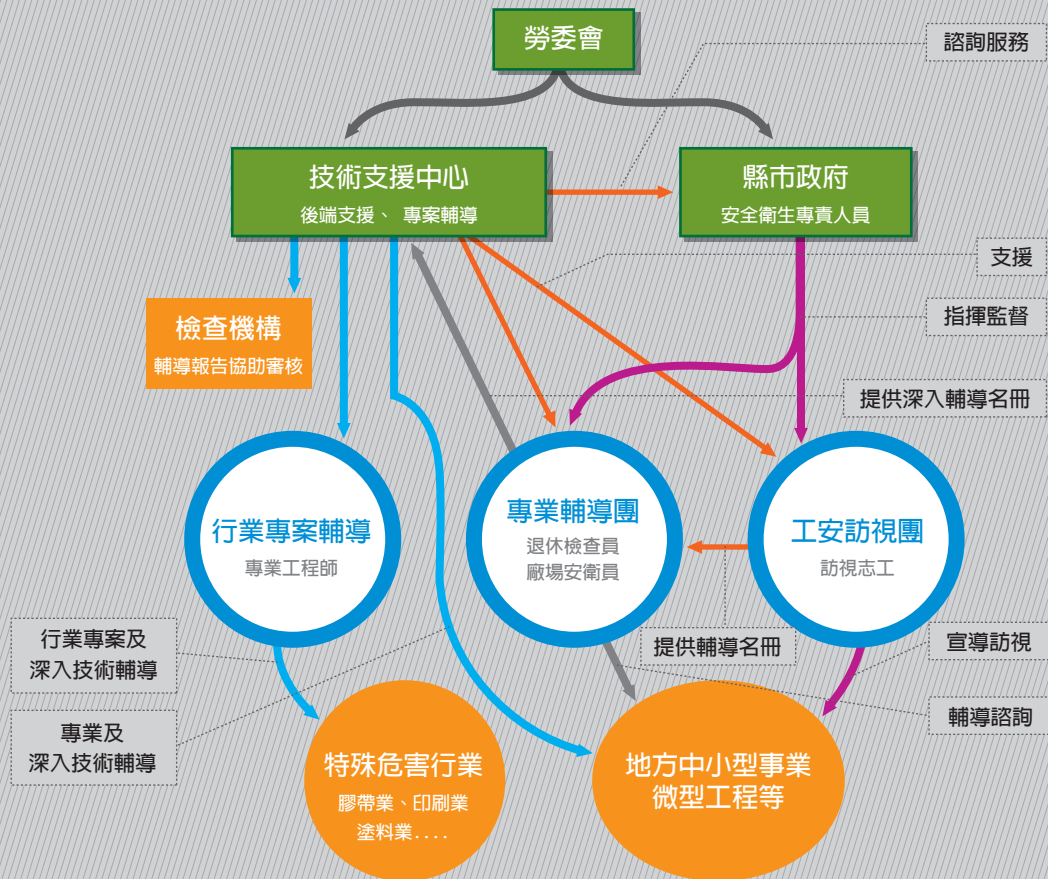 勞委會
諮詢服務
技術支援中心
後端支援、 專案輔導
縣市政府
安全衛生專責人員
支援
檢查機構
輔導報告協助審核
指揮監督
提供深入輔導名冊
行業專案輔導
專業工程師
專業輔導團
退休檢查員
廠場安衛員
工安訪視團
訪視志工
行業專案及
深入技術輔導
提供輔導名冊
宣導訪視
專業及
深入技術輔導
輔導諮詢
特殊危害行業
膠帶業、印刷業
塗料業....
地方中小型事業
微型工程等